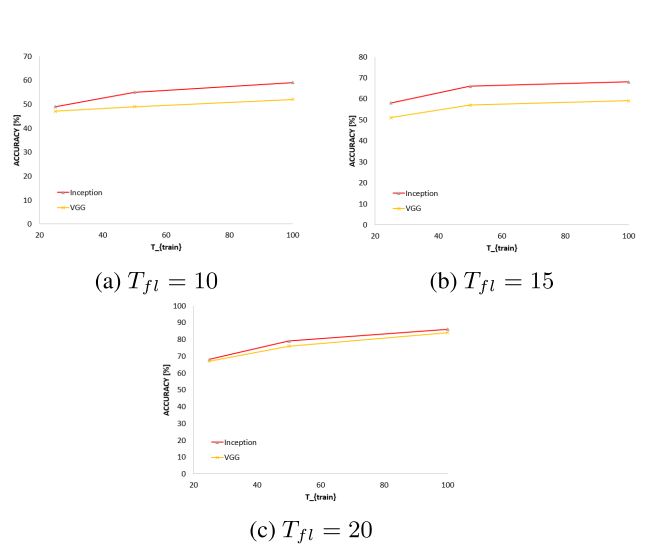 70
60
50
40
30
20
10
0
ACCURACY [%]
Inception
VGG
20 40 60 80 100
T_{train}
(a) T_{fl} = 10
80
70
60
50
40
30
20
10
0
ACCURACY [%]
Inception
VGG
20 40 60 80 100
T_{train}
(b) T_{fl} = 15
100
90
80
70
60
50
40
30
20
10
0
ACCURACY [%]
Inception
VGG
20 40 60 80 100
T_{train}
(c) T_{fl} = 20